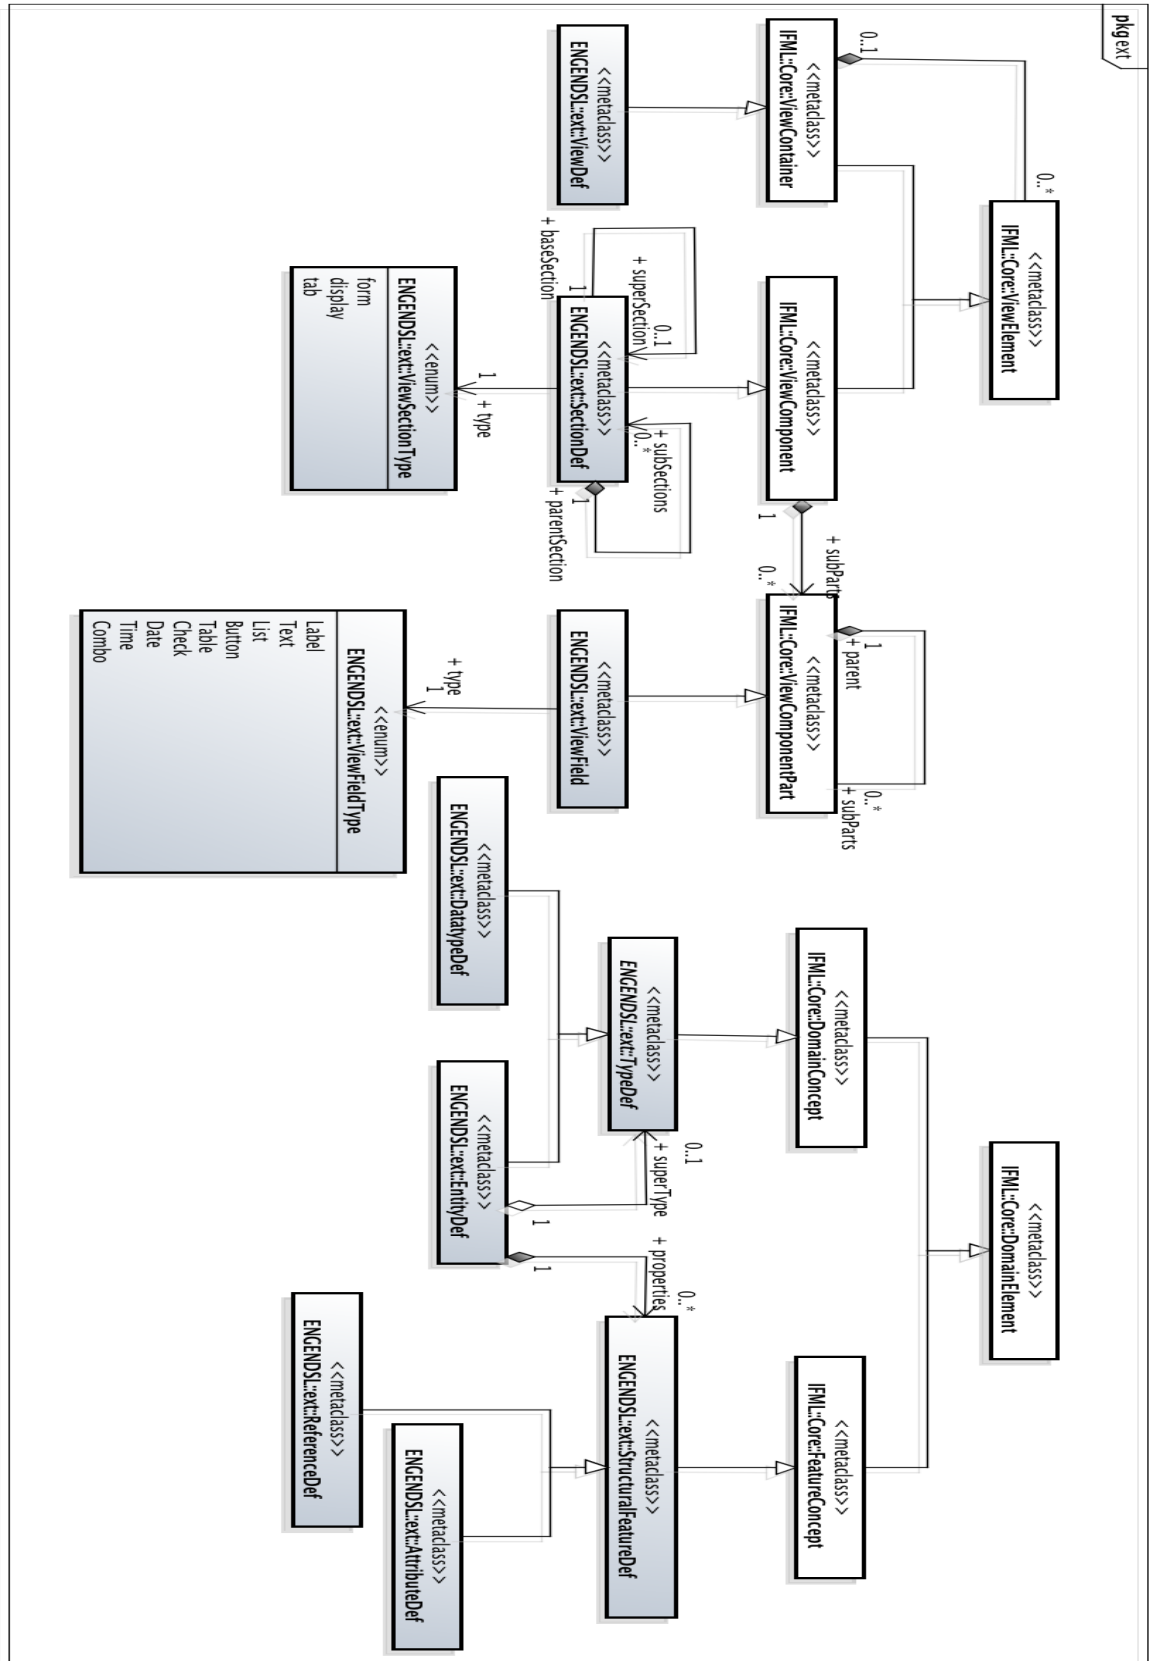 pkg ext
<<metaclass>>
IFML::Core::ViewElement
0..*
0..1
<<metaclass>>
IFML::Core::ViewContainer
<<metaclass>>
IFML::Core::ViewComponent
1
+ subParts
0..*
<<metaclass>>
IFML::Core::ViewComponentPart
1
+ parent
0..*
+ subParts
<<metaclass>>
ENGENDSL::ext::ViewDef
+ superSection
0..1
1
+ baseSection
<<metaclass>>
ENGENDSL::ext::SectionDef
+ subSections
0..*
1
+ parentSection
<<metaclass>>
ENGENDSL::ext::ViewField
1
+ type
<<enum>>
ENGENDSL::ext::ViewSectionType
form
display
tab
+ type
1
<<enum>>
ENGENDSL::ext::ViewFieldType
Label
Text
List
Button
Table
Check
Date
Time
Combo
<<metaclass>>
IFML::Core::DomainElement
<<metaclass>>
IFML::Core::DomainConcept
<<metaclass>>
IFML::Core::FeatureConcept
<<metaclass>>
ENGENDSL::ext::TypeDef
0..1
+ superType
+ properties
0..*
<<metaclass>>
ENGENDSL::ext::StructuralFeatureDef
<<metaclass>>
ENGENDSL::ext::DatatypeDef
<<metaclass>>
ENGENDSL::ext::EntityDef
1
1
<<metaclass>>
ENGENDSL::ext::ReferenceDef
<<metaclass>>
ENGENDSL::ext::AttributeDef